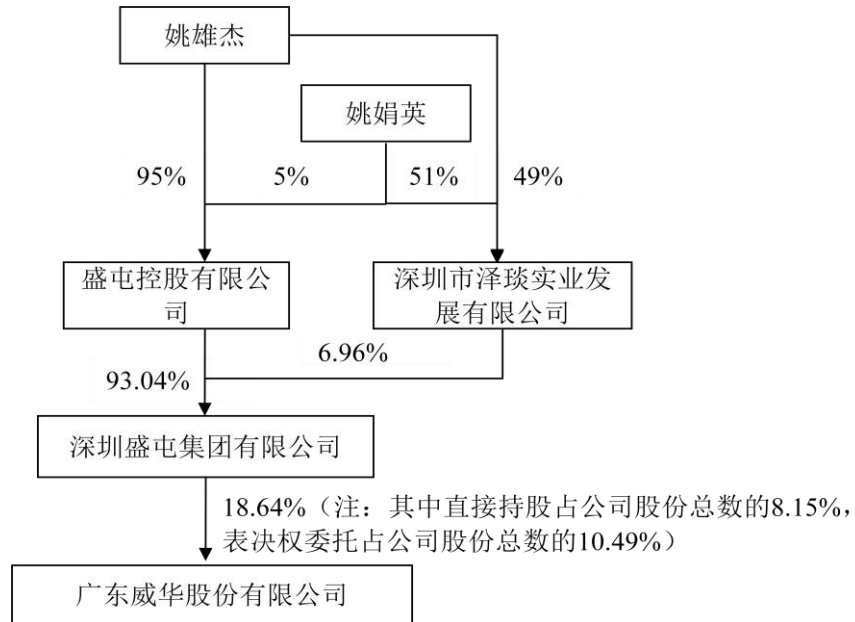 姚雄杰
姚娟英
95%
5%
51%
49%
盛屯控股有限公
司
深圳市泽琰实业发
展有限公司
6.96%
93.04%
深圳盛屯集团有限公司
18.64%（注：其中直接持股占公司股份总数的8.15%，
表决权委托占公司股份总数的10.49%）
广东威华股份有限公司